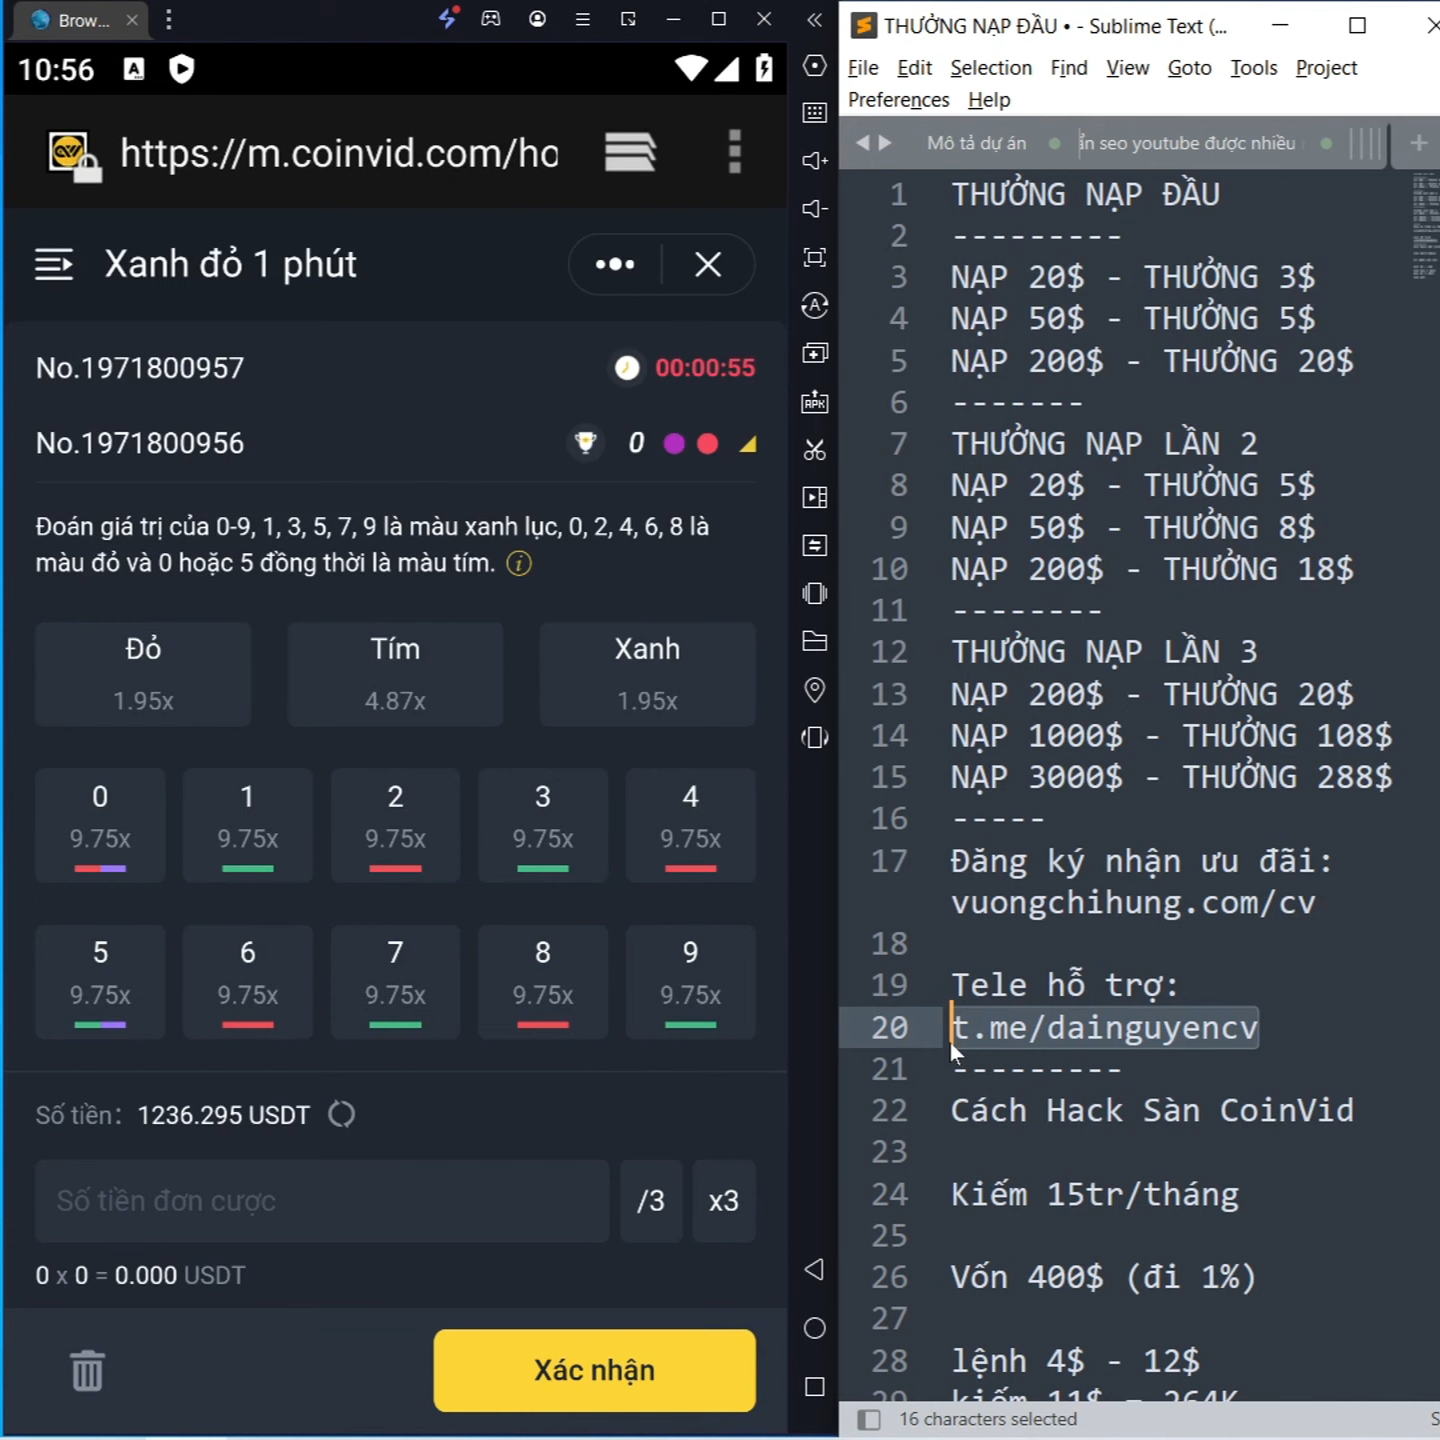 Brow...
10:56
https://m.coinvid.com/ho
Xanh đỏ 1 phút
No.1971800957
00:00:55
No.1971800956
0
Đoán giá trị của 0-9, 1, 3, 5, 7, 9 là màu xanh lục, 0, 2, 4, 6, 8 là
màu đỏ và 0 hoặc 5 đồng thời là màu tím.
Đỏ Tím Xanh
1.95x 4.87x 1.95x
0 1 2 3 4
9.75x 9.75x 9.75x 9.75x 9.75x
5 6 7 8 9
9.75x 9.75x 9.75x 9.75x 9.75x
Số tiền: 1236.295 USDT
Số tiền đơn cược
/3 x3
0 x 0 = 0.000 USDT
Xác nhận
APK
THƯỞNG NẠP ĐẦU • - Sublime Text (...
File Edit Selection Find View Goto Tools Project
Preferences Help
Mô tả dự án
ẩn seo youtube được nhiều
1 THƯỞNG NẠP ĐẦU
2 ---------
3 NẠP 20$ - THƯỞNG 3$
4 NẠP 50$ - THƯỞNG 5$
5 NẠP 200$ - THƯỞNG 20$
6 -------
7 THƯỞNG NẠP LẦN 2
8 NẠP 20$ - THƯỞNG 5$
9 NẠP 50$ - THƯỞNG 8$
10 NẠP 200$ - THƯỞNG 18$
11 --------
12 THƯỞNG NẠP LẦN 3
13 NẠP 200$ - THƯỞNG 20$
14 NẠP 1000$ - THƯỞNG 108$
15 NẠP 3000$ - THƯỞNG 288$
16 -----
17 Đăng ký nhận ưu đãi:
vuongchihung.com/cv
18
19 Tele hỗ trợ:
20 t.me/dainguyencv
21 ---------
22 Cách Hack Sàn CoinVid
23
24 Kiếm 15tr/tháng
25
26 Vốn 400$ (đi 1%)
27
28 lệnh 4$ - 12$
29 kiếm 11$ = 264K
16 characters selected